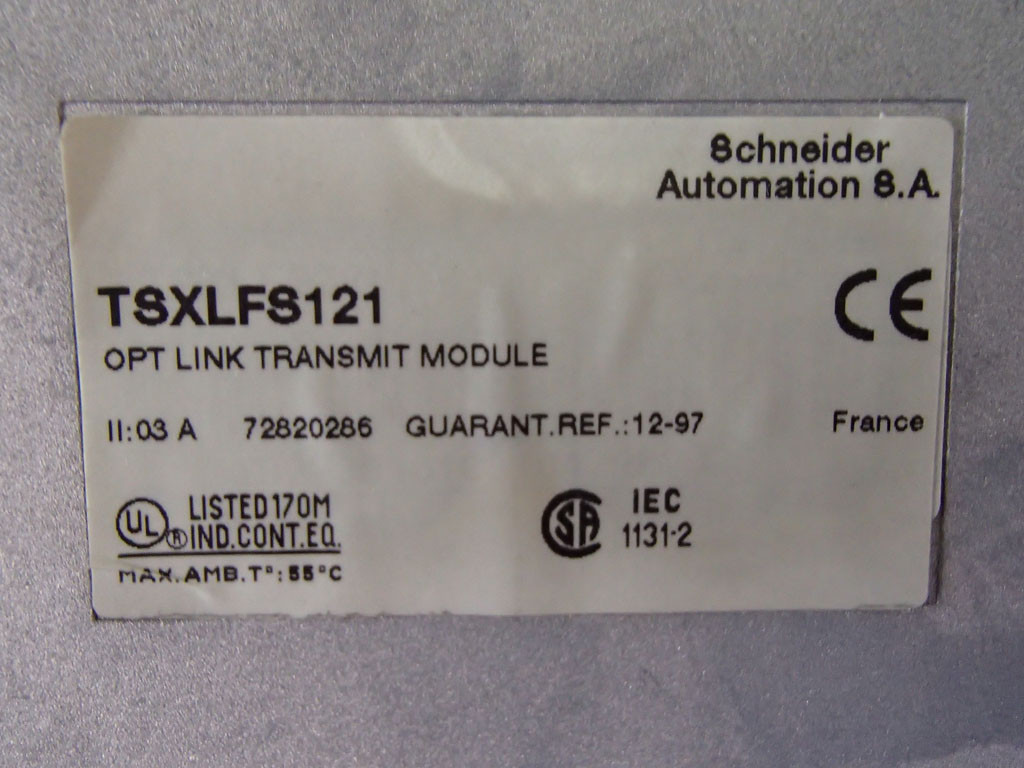 Schneider
Automation S.A.
TSXLFS121
CE
OPT LINK TRANSMIT MODULE
II:03 A 72820286 GUARANT.REF.:12-97 France
UL ® LISTED 170M
IND.CONT.EQ.
MAX.AMB.T°:55°C
SA IEC
1131-2